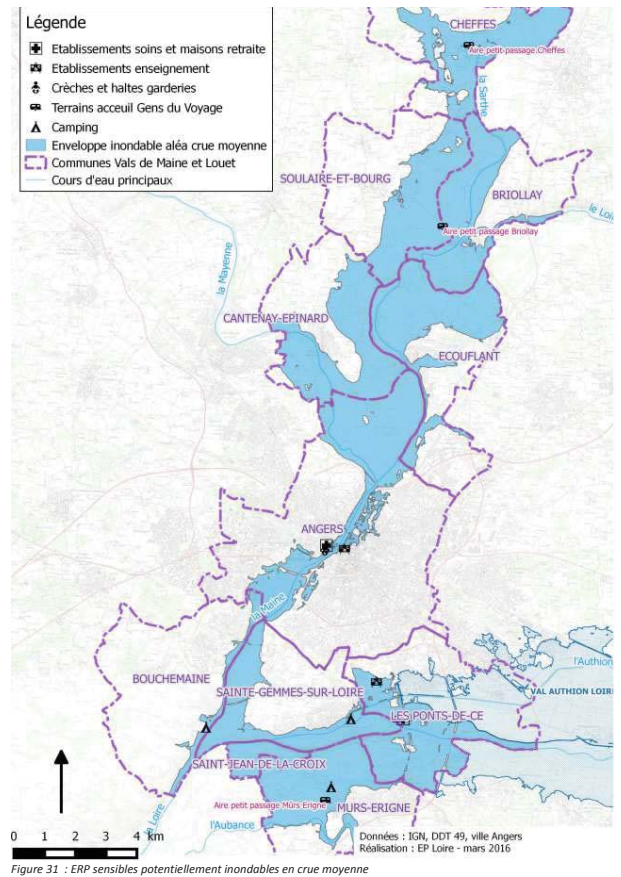 Légende
Etablissements soins et maisons retraite
Etablissements enseignement
Crèches et haltes garderies
Terrains acceuil Gens du Voyage
Camping
Enveloppe inondable aléa crue moyenne
Communes Vals de Maine et Louet
Cours d'eau principaux
CHEFFES
Aire petit-passage Cheffes
la Sarthe
SOULAIRE-ET-BOURG
BRIOLLAY
le Loir
Aire petit passage Briollay
la Mayenne
CANTENAY-EPINARD
ECOUFLANT
ANGERS
la Maine
BOUCHEMAINE
SAINTE-GEMMES-SUR-LOIRE
l'Authion
VAL AUTHION LOIRE
LES PONTS-DE-CE
SAINT-JEAN-DE-LA-CROIX
Aire petit passage Mûrs Erigne
MURS-ERIGNE
la Loire
l'Aubance
0 1 2 3 4 km
Données : IGN, DDT 49, ville Angers
Réalisation : EP Loire - mars 2016
Figure 31 : ERP sensibles potentiellement inondables en crue moyenne